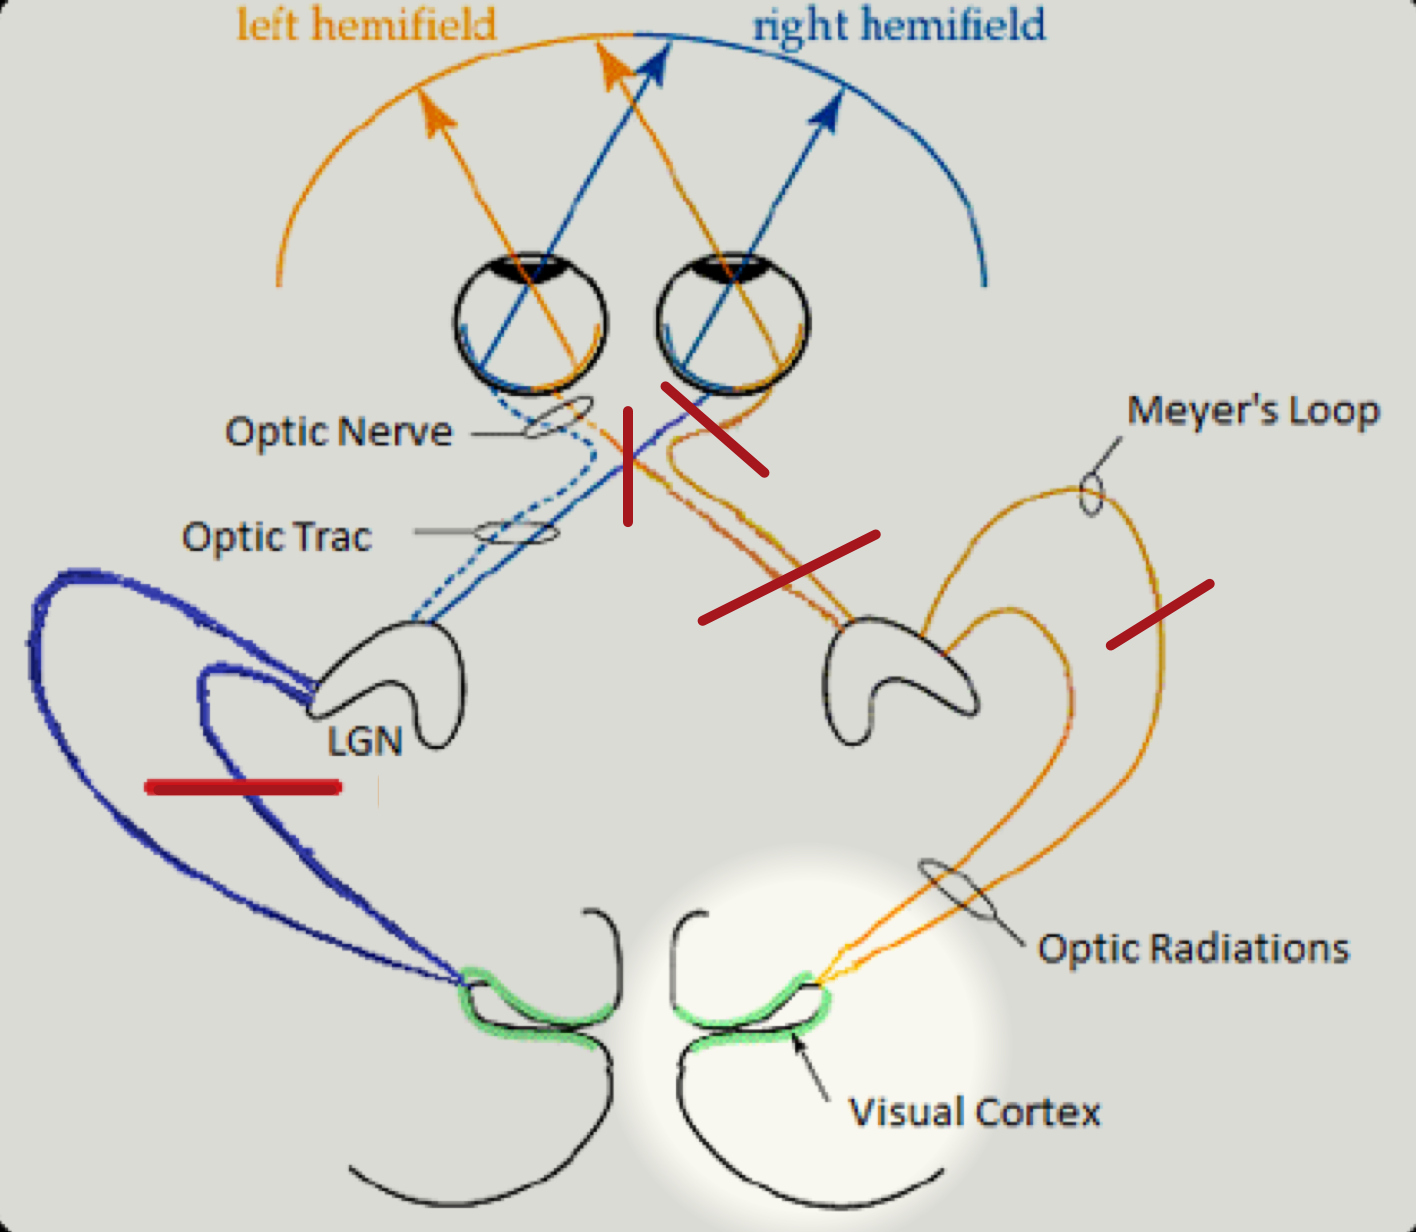 left hemifield
right hemifield
Optic Nerve
Meyer's Loop
Optic Trac
LGN
Optic Radiations
Visual Cortex